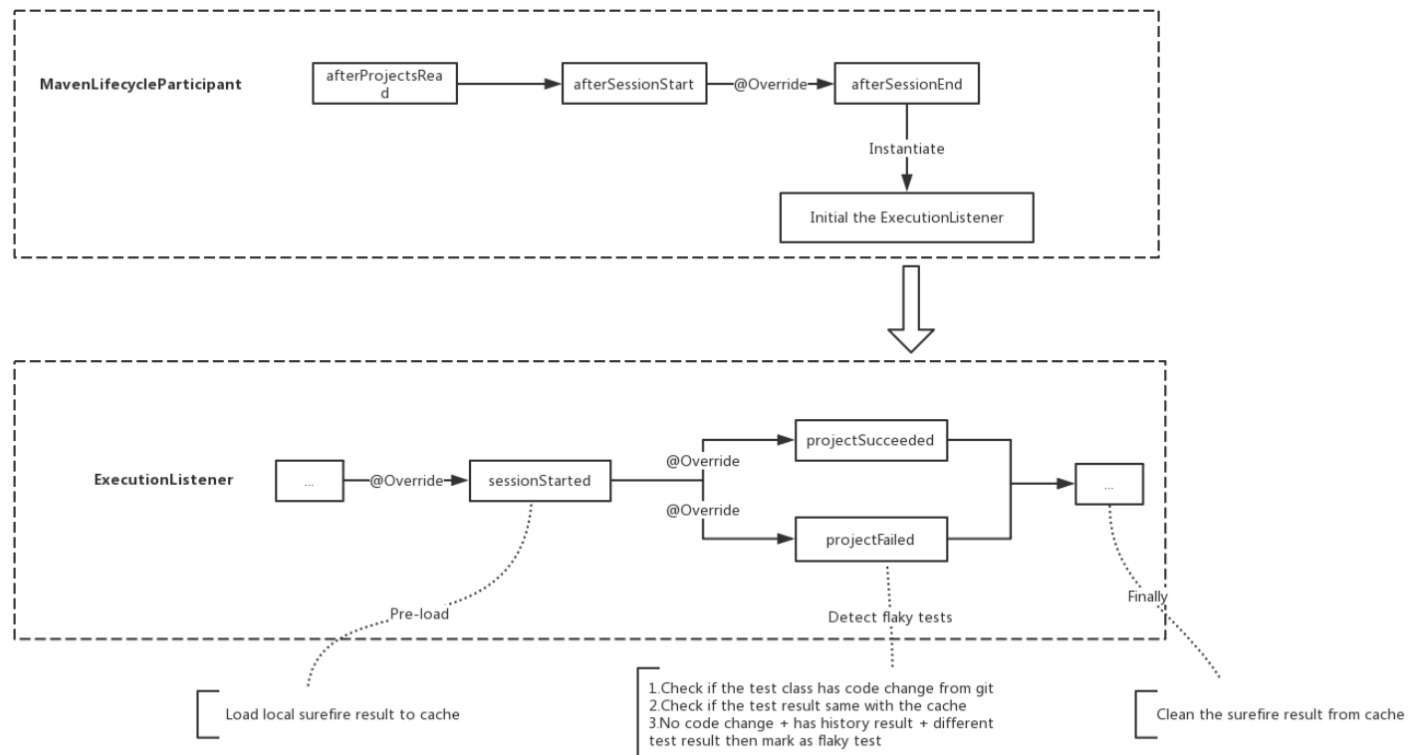 MavenLifecycleParticipant
afterProjectsRea
d
afterSessionStart
@Override
afterSessionEnd
Instantiate
Initial the ExecutionListener
ExecutionListener
...
@Override
sessionStarted
@Override
@Override
projectSucceeded
projectFailed
...
Pre-load
Detect flaky tests
Finally
Load local surefire result to cache
1.Check if the test class has code change from git
2.Check if the test result same with the cache
3.No code change + has history result + different
test result then mark as flaky test
Clean the surefire result from cache